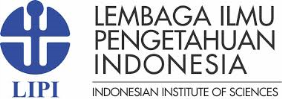 LIPI
LEMBAGA ILMU
PENGETAHUAN
INDONESIA
INDONESIAN INSTITUTE OF SCIENCES